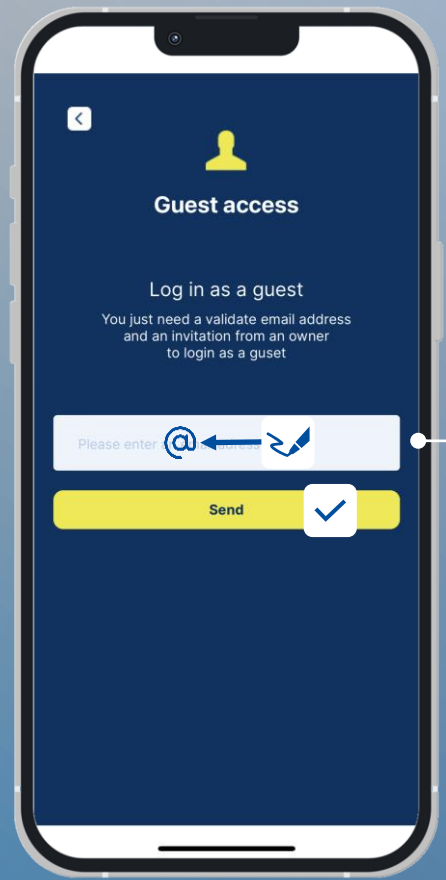 Guest access
Log in as a guest
You just need a validate email address
and an invitation from an owner
to login as a guset
Please enter
@
Send